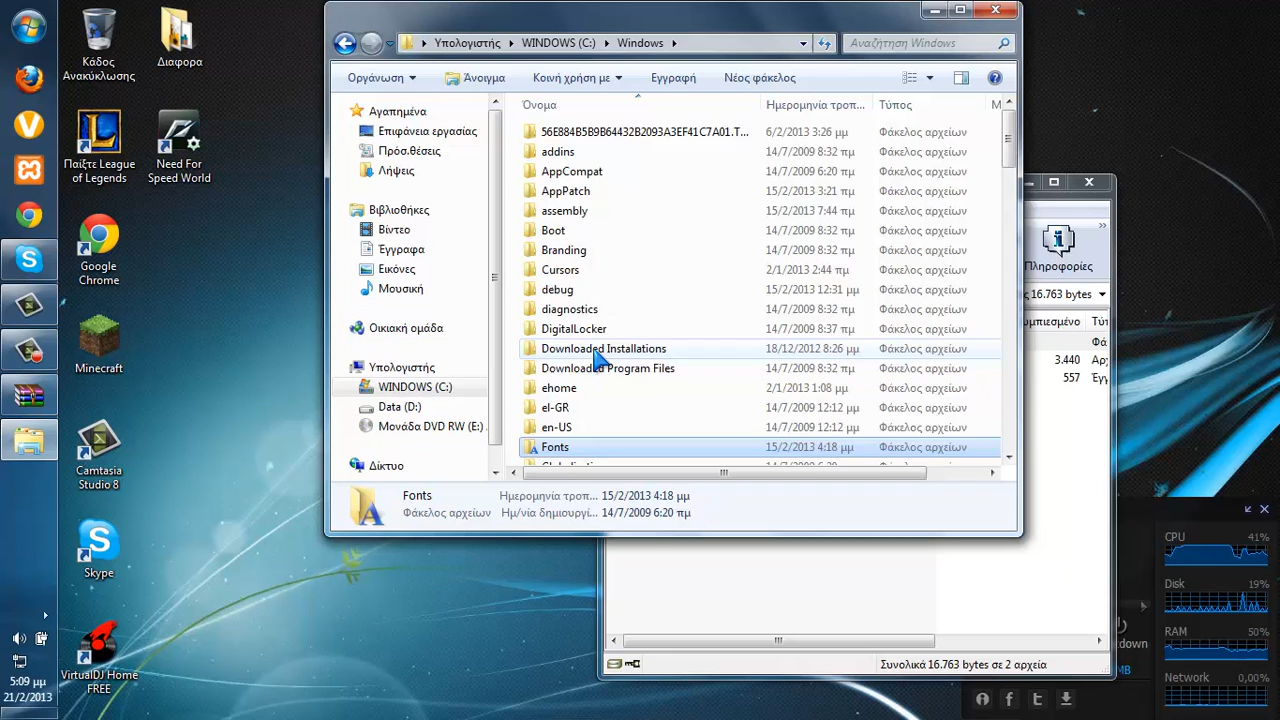 Κάδος
Ανακύκλωσης
Διαφορα
Παίξτε League
of Legends
Need For
Speed World
Google
Chrome
Minecraft
Camtasia
Studio 8
Skype
VirtualDJ Home
FREE
5:09 μμ
21/2/2013
Υπολογιστής
WINDOWS (C:)
Windows
Αναζήτηση Windows
Οργάνωση
Άνοιγμα
Κοινή χρήση με
Εγγραφή
Νέος φάκελος
Αγαπημένα
Επιφάνεια εργασίας
Πρόσ.θέσεις
Λήψεις
Βιβλιοθήκες
Βίντεο
Έγγραφα
Εικόνες
Μουσική
Οικιακή ομάδα
Υπολογιστής
WINDOWS (C:)
Data (D:)
Μονάδα DVD RW (E:)
Δίκτυο
Όνομα Ημερομηνία τροπ... Τύπος Μ
56E884B5B9B64432B2093A3EF41C7A01.T... 6/2/2013 3:26 μμ Φάκελος αρχείων
addins 14/7/2009 8:32 πμ Φάκελος αρχείων
AppCompat 14/7/2009 6:20 πμ Φάκελος αρχείων
AppPatch 15/2/2013 3:21 πμ Φάκελος αρχείων
assembly 15/2/2013 7:44 πμ Φάκελος αρχείων
Boot 14/7/2009 8:32 πμ Φάκελος αρχείων
Branding 14/7/2009 8:32 πμ Φάκελος αρχείων
Cursors 2/1/2013 2:44 πμ Φάκελος αρχείων
debug 15/2/2013 12:31 μμ Φάκελος αρχείων
diagnostics 14/7/2009 8:32 πμ Φάκελος αρχείων
DigitalLocker 14/7/2009 8:37 πμ Φάκελος αρχείων
Downloaded Installations 18/12/2012 8:26 μμ Φάκελος αρχείων
Downloaded Program Files 14/7/2009 8:32 πμ Φάκελος αρχείων
ehome 2/1/2013 1:08 μμ Φάκελος αρχείων
el-GR 14/7/2009 12:12 μμ Φάκελος αρχείων
en-US 14/7/2009 12:12 μμ Φάκελος αρχείων
Fonts 15/2/2013 4:18 μμ Φάκελος αρχείων
Fonts Ημερομηνία τροπ... 15/2/2013 4:18 μμ
Φάκελος αρχείων Ημ/νία δημιουργί... 14/7/2009 6:20 πμ
Πληροφορίες
ς 16.763 bytes
μπιεσμένο Τύπ
Φά
3.440 Αρχ
557 Έγγ
Συνολικά 16.763 bytes σε 2 αρχεία
CPU 41%
Disk 19%
RAM 50%
Network 0,00%
tdown
MB